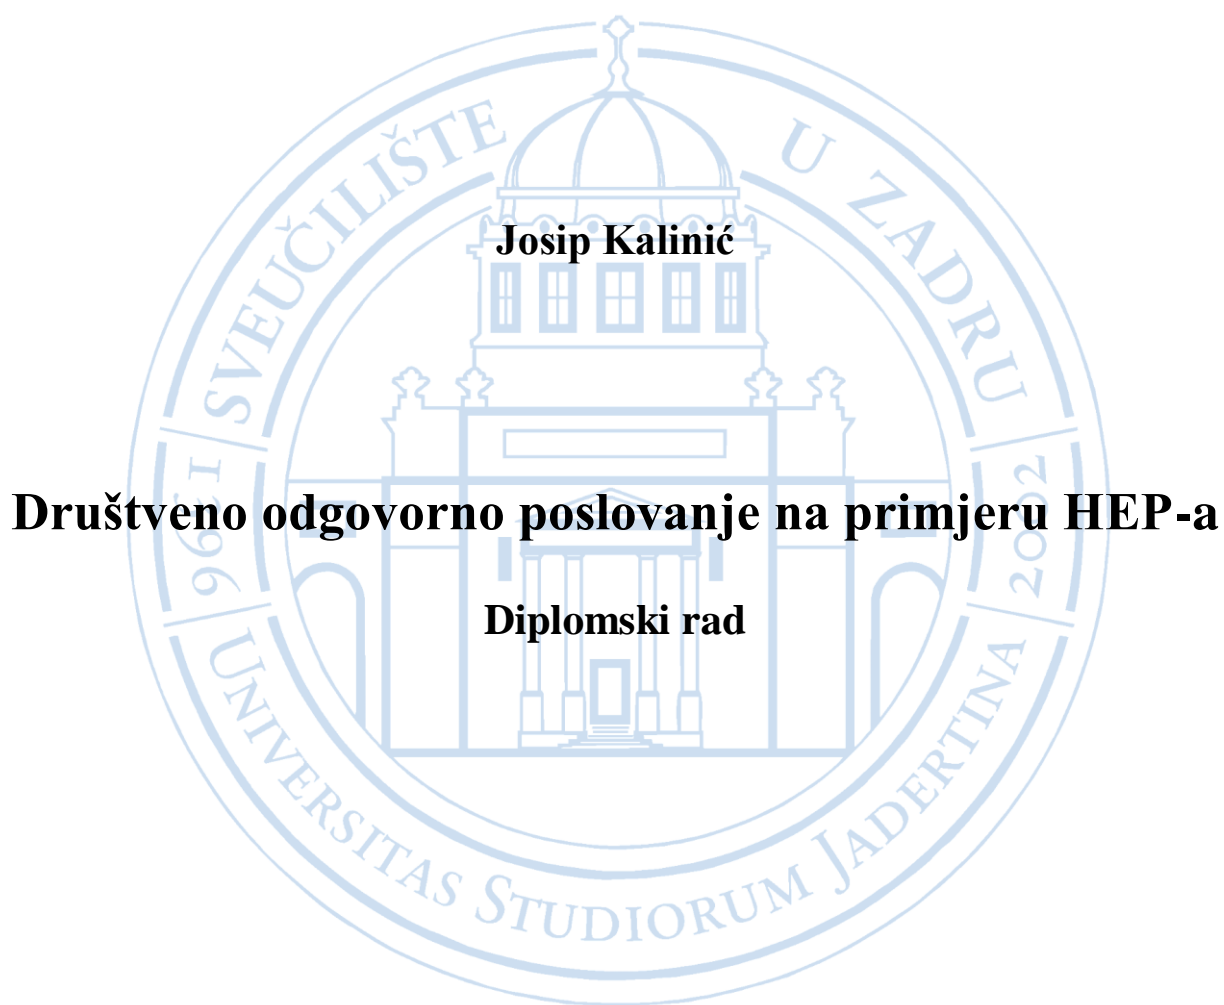 SVEUČILIŠTE U ZADRU
Josip Kalinić
1396
2002
Društveno odgovorno poslovanje na primjeru HEP-a
Diplomski rad
UNIVERSITAS STUDIORUM JADERTINA